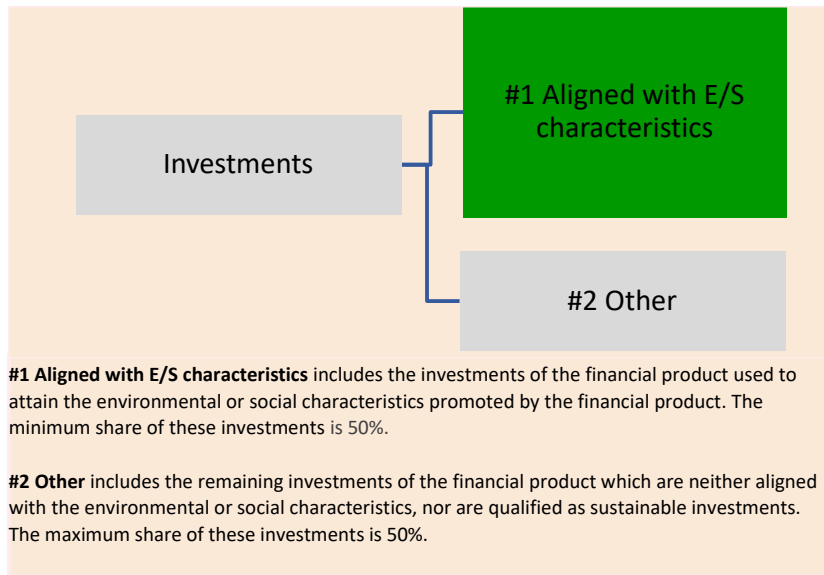 #1 Aligned with E/S
characteristics
Investments
#2 Other
#1 Aligned with E/S characteristics includes the investments of the financial product used to
attain the environmental or social characteristics promoted by the financial product. The
minimum share of these investments is 50%.
#2 Other includes the remaining investments of the financial product which are neither aligned
with the environmental or social characteristics, nor are qualified as sustainable investments.
The maximum share of these investments is 50%.